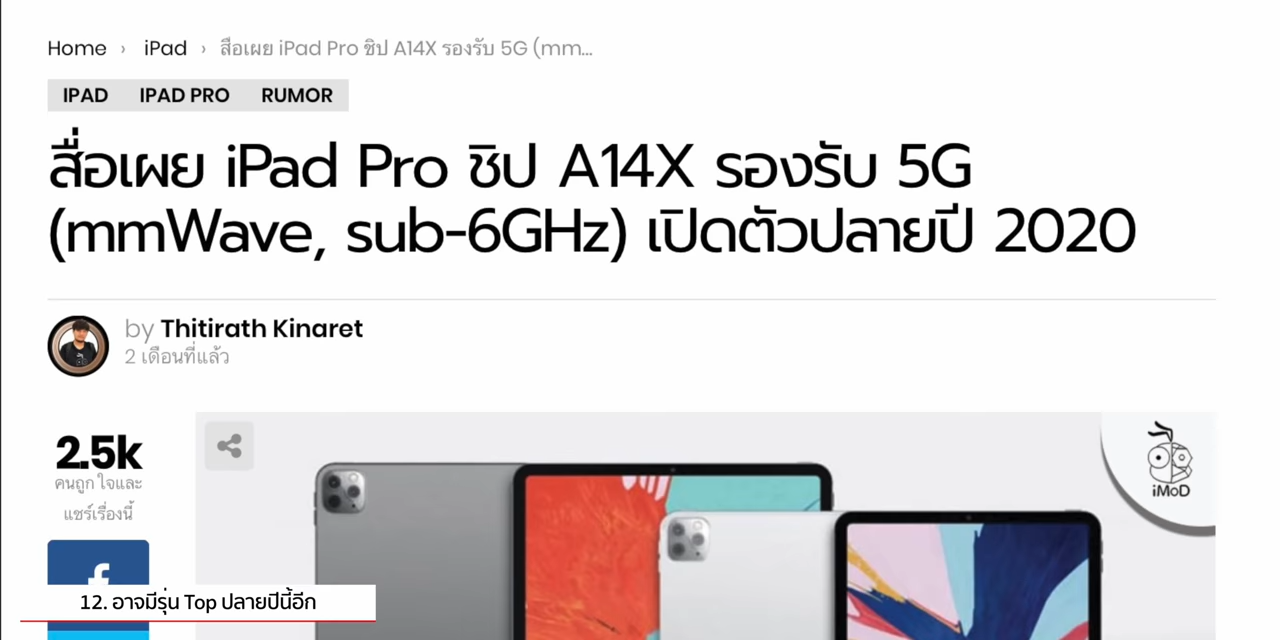 Home › iPad › สื่อเผย iPad Pro ชิป A14X รองรับ 5G (mm...
IPAD IPAD PRO RUMOR
สื่อเผย iPad Pro ชิป A14X รองรับ 5G
(mmWave, sub-6GHz) เปิดตัวปลายปี 2020
by Thitirath Kinaret
2 เดือนที่แล้ว
2.5k
คนถูกใจและ
แชร์เรื่องนี้
iMoD
12. อาจมีรุ่น Top ปลายปีนี้อีก